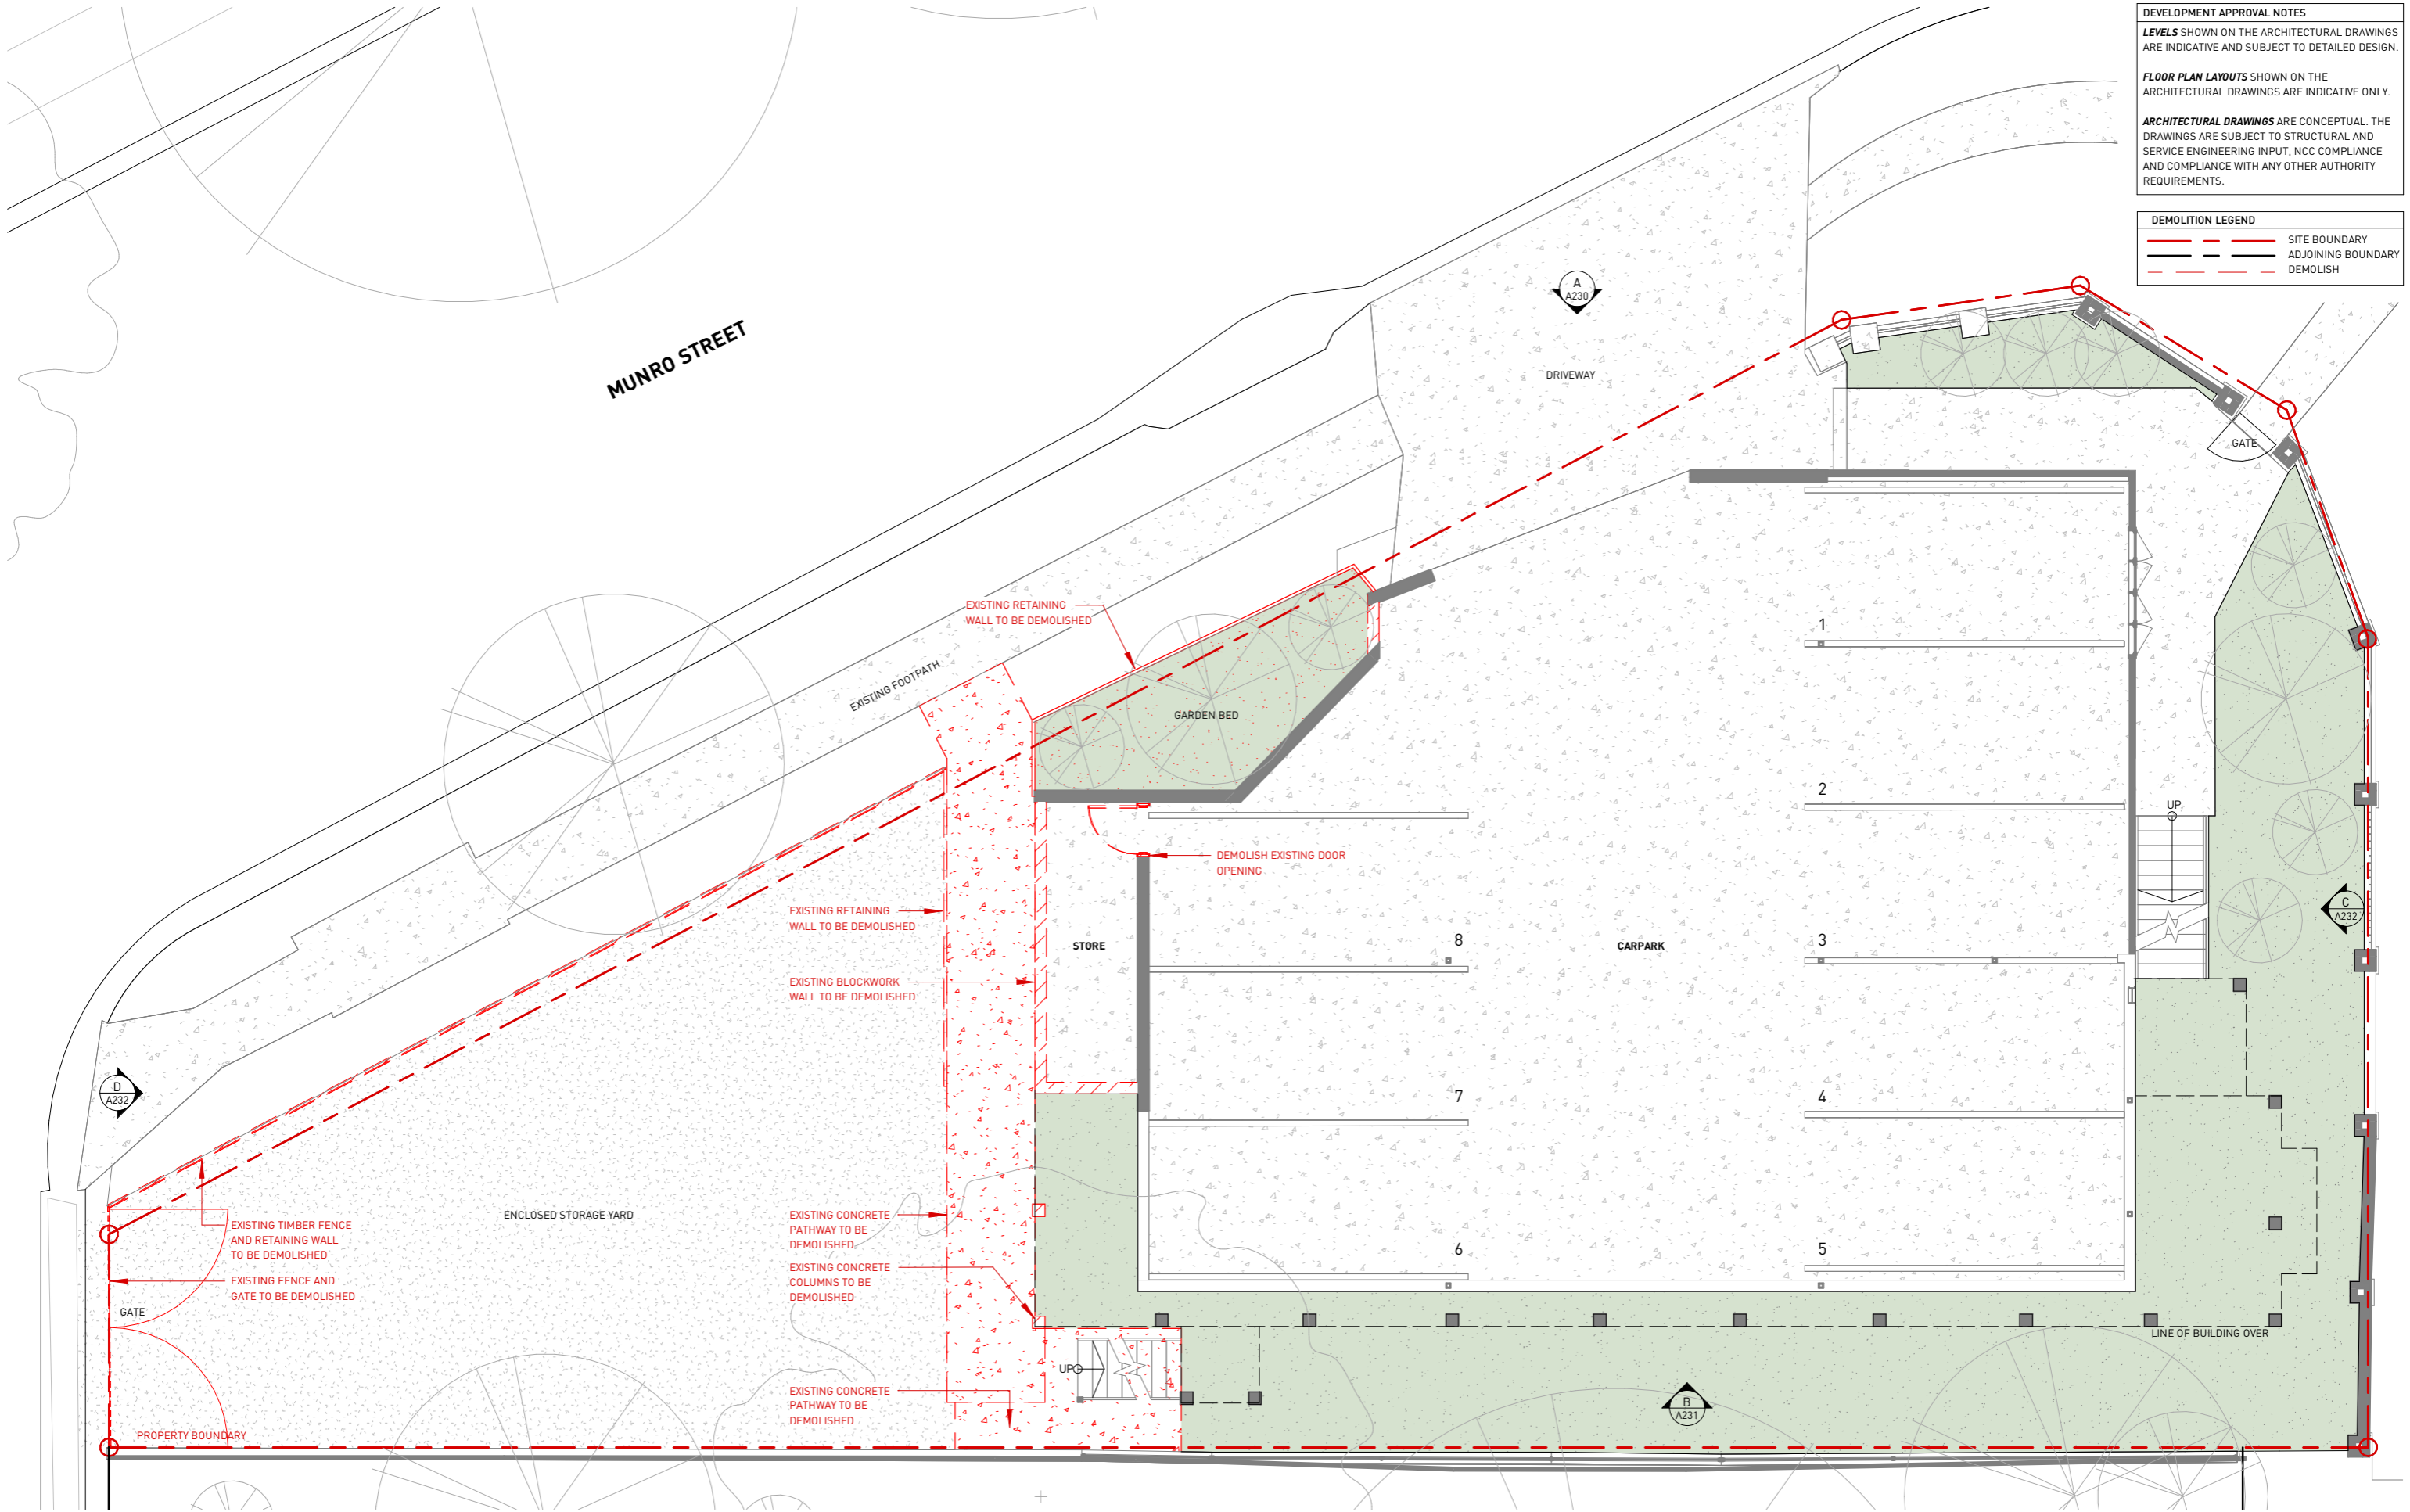 DEVELOPMENT APPROVAL NOTES
LEVELS SHOWN ON THE ARCHITECTURAL DRAWINGS
ARE INDICATIVE AND SUBJECT TO DETAILED DESIGN.
FLOOR PLAN LAYOUTS SHOWN ON THE
ARCHITECTURAL DRAWINGS ARE INDICATIVE ONLY.
ARCHITECTURAL DRAWINGS ARE CONCEPTUAL. THE
DRAWINGS ARE SUBJECT TO STRUCTURAL AND
SERVICE ENGINEERING INPUT, NCC COMPLIANCE
AND COMPLIANCE WITH ANY OTHER AUTHORITY
REQUIREMENTS.
DEMOLITION LEGEND
SITE BOUNDARY
ADJOINING BOUNDARY
DEMOLISH
MUNRO STREET
A
A230
DRIVEWAY
GATE
EXISTING RETAINING
WALL TO BE DEMOLISHED
EXISTING FOOTPATH
GARDEN BED
1
2
UP
DEMOLISH EXISTING DOOR
OPENING
EXISTING RETAINING
WALL TO BE DEMOLISHED
C
A232
STORE
8
CARPARK
3
EXISTING BLOCKWORK
WALL TO BE DEMOLISHED
D
A232
7
4
ENCLOSED STORAGE YARD
EXISTING CONCRETE
PATHWAY TO BE
DEMOLISHED
EXISTING TIMBER FENCE
AND RETAINING WALL
TO BE DEMOLISHED
6
5
EXISTING CONCRETE
COLUMNS TO BE
DEMOLISHED
EXISTING FENCE AND
GATE TO BE DEMOLISHED
GATE
LINE OF BUILDING OVER
UP
EXISTING CONCRETE
PATHWAY TO BE
DEMOLISHED
B
A231
PROPERTY BOUNDARY